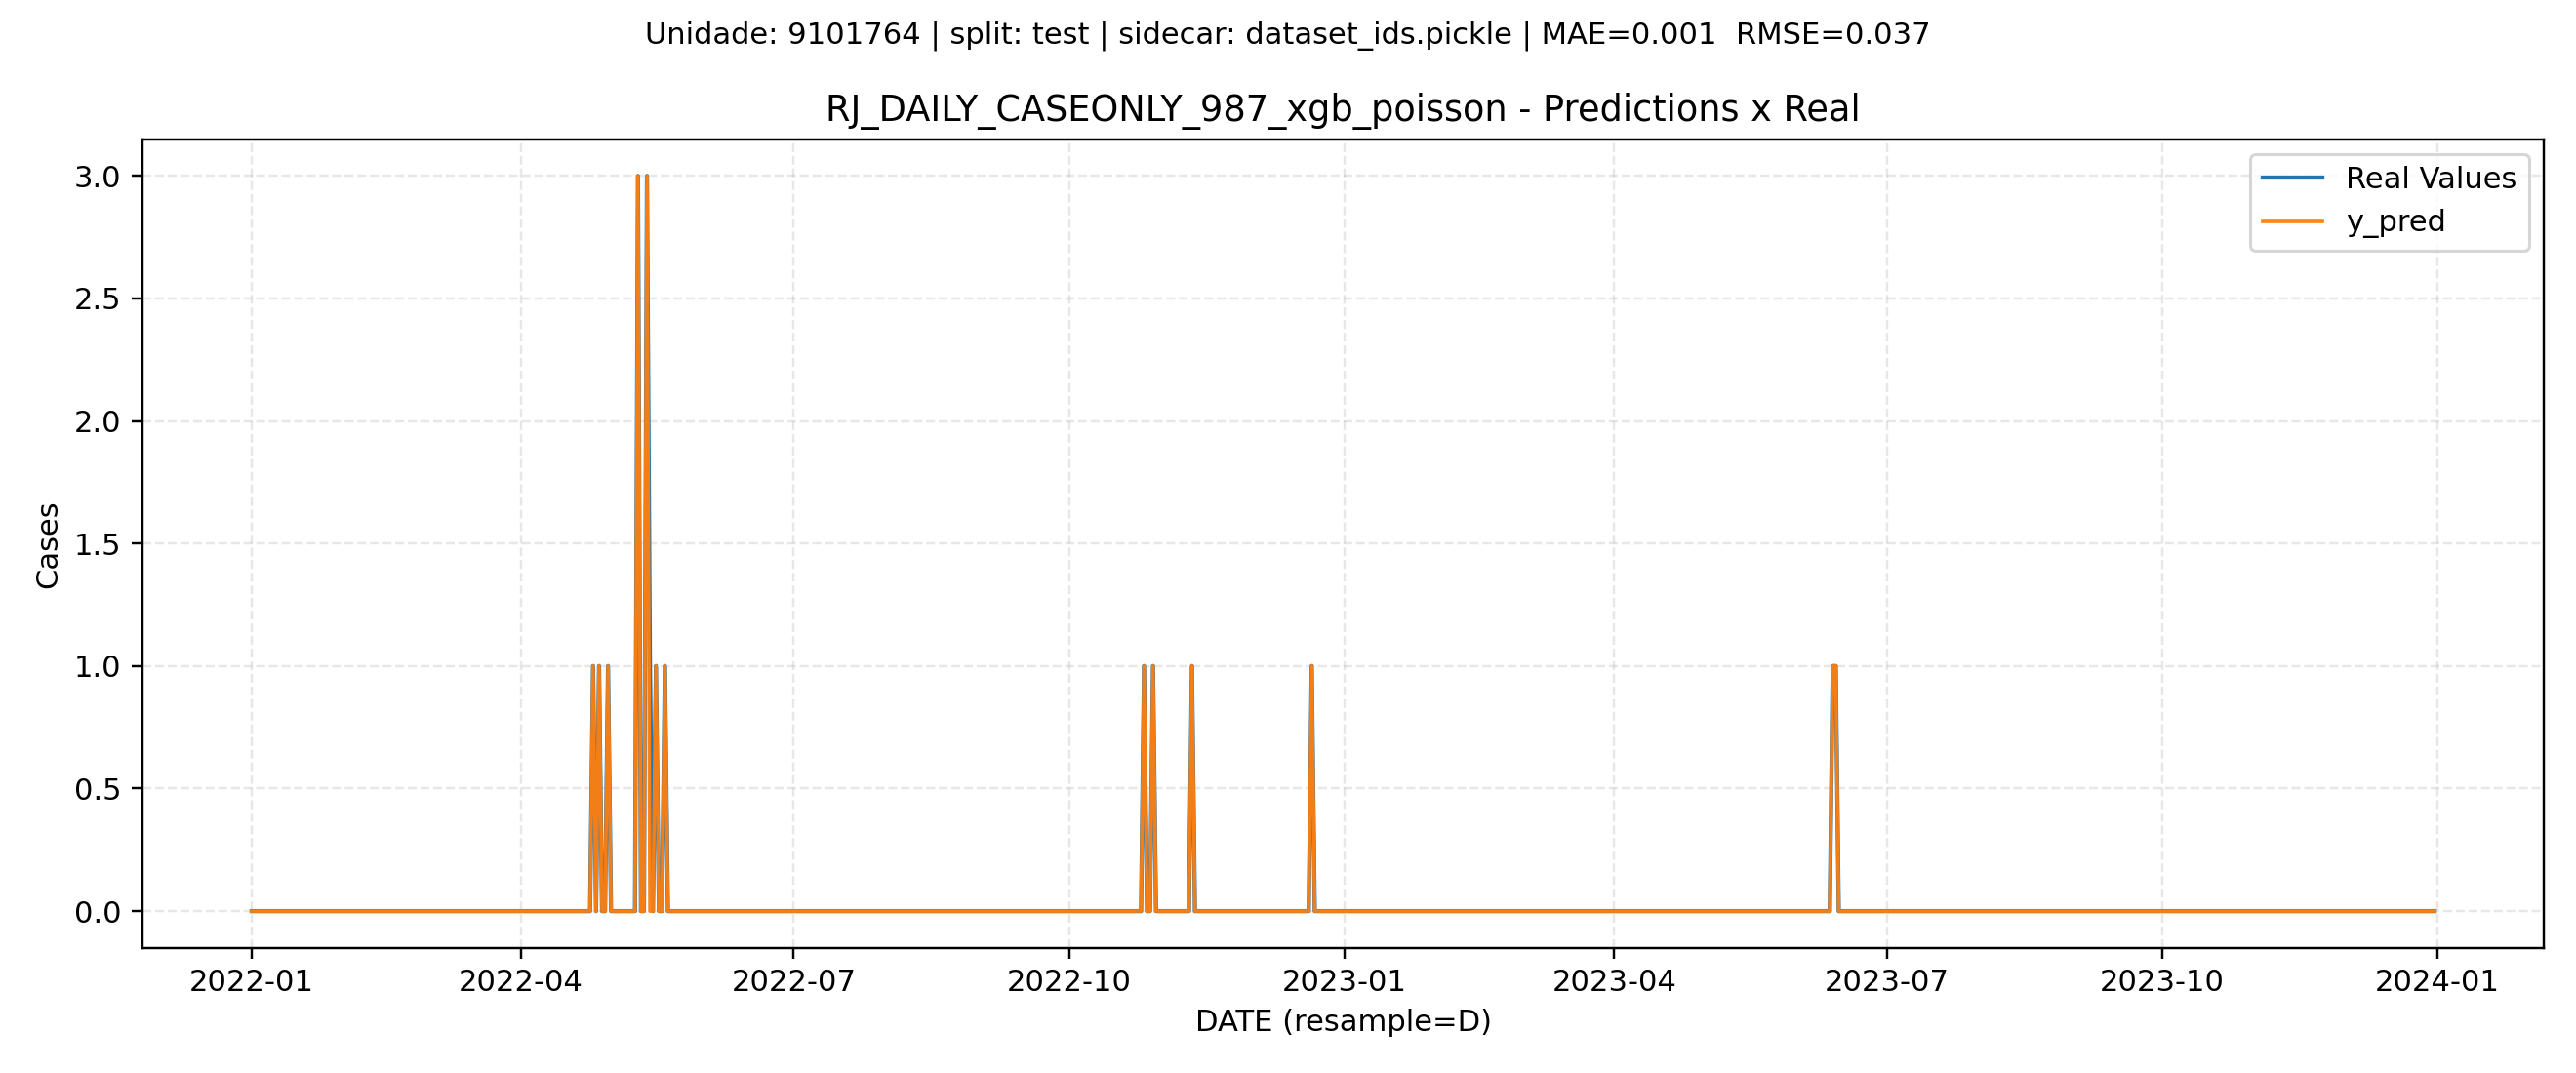 Unidade: 9101764 | split: test | sidecar: dataset_ids.pickle | MAE=0.001  RMSE=0.037
RJ_DAILY_CASEONLY_987_xgb_poisson - Predictions x Real
Real Values
y_pred
Cases
3.0
2.5
2.0
1.5
1.0
0.5
0.0
2022-01 2022-04 2022-07 2022-10 2023-01 2023-04 2023-07 2023-10 2024-01
DATE (resample=D)